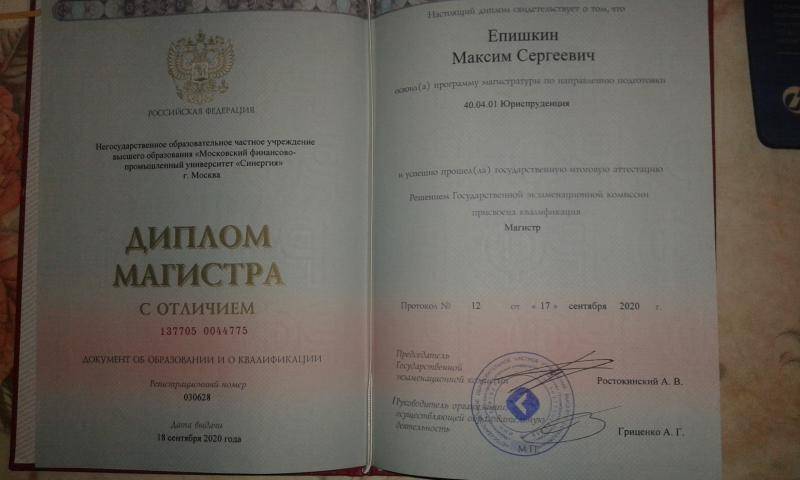 РОССИЙСКАЯ ФЕДЕРАЦИЯ
Негосударственное образовательное частное учреждение
высшего образования «Московский финансово-
промышленный университет «Синергия»
г. Москва
ДИПЛОМ
МАГИСТРА
С ОТЛИЧИЕМ
137705 0044775
ДОКУМЕНТ ОБ ОБРАЗОВАНИИ И О КВАЛИФИКАЦИИ
Регистрационный номер
030628
Дата выдачи
18 сентября 2020 года
Настоящий диплом свидетельствует о том, что
Епишкин
Максим Сергеевич
освоил(а) программу магистратуры по направлению подготовки
40.04.01 Юриспруденция
и успешно прошел(ла) государственную итоговую аттестацию
Решением Государственной экзаменационной комиссии
присвоена квалификация
Магистр
Протокол № 12 от « 17 » сентября 2020 г.
Председатель
Государственной
экзаменационной комиссии
Ростокинский А. В.
Руководитель организации,
осуществляющей образовательную
деятельность
Гриценко А. Г.
М.П.